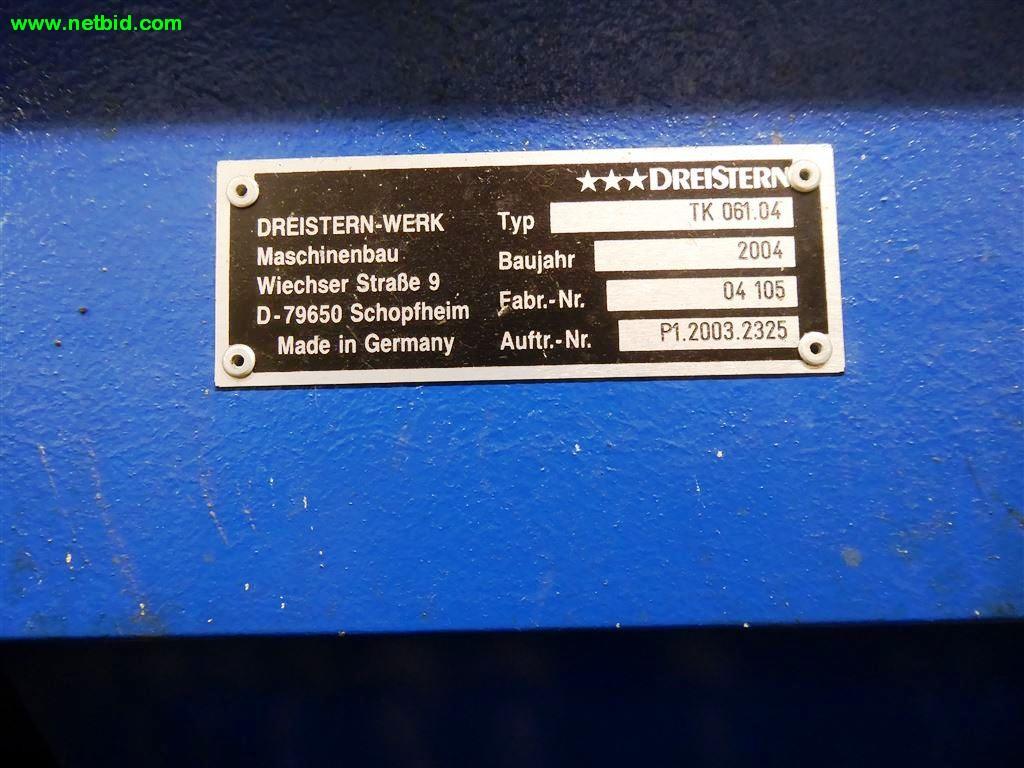 www.netbid.com
★★★DREISTERN
DREISTERN-WERK
Maschinenbau
Wiechser Straße 9
D-79650 Schopfheim
Made in Germany
Typ TK 061.04
Baujahr 2004
Fabr.-Nr. 04 105
Auftr.-Nr. P1.2003.2325